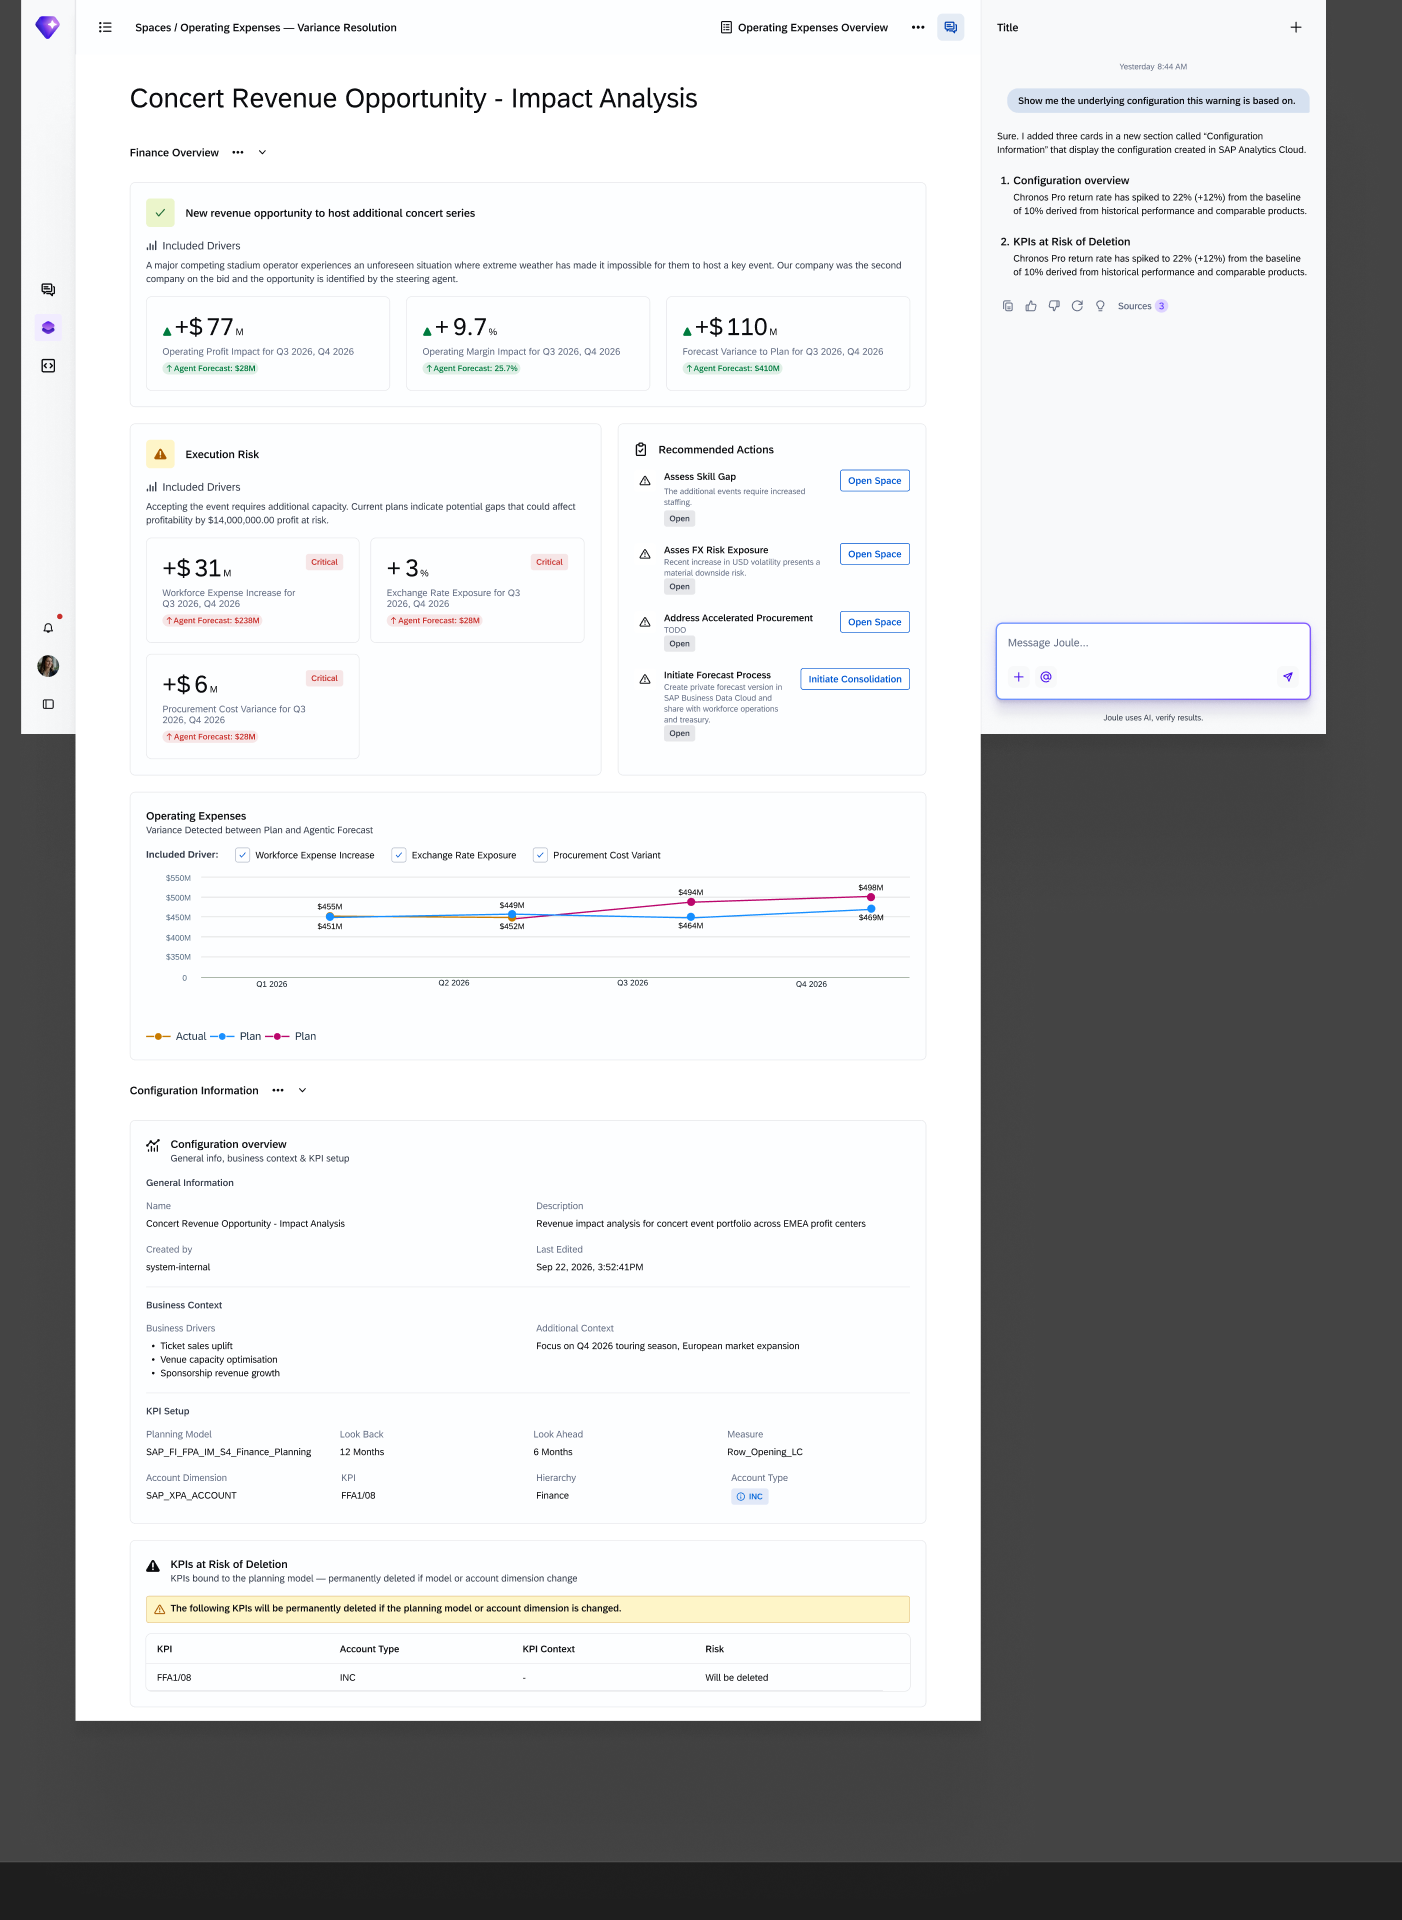 Spaces / Operating Expenses — Variance Resolution
Operating Expenses Overview
Concert Revenue Opportunity - Impact Analysis
Finance Overview
New revenue opportunity to host additional concert series
Included Drivers
A major competing stadium operator experiences an unforeseen situation where extreme weather has made it impossible for them to host a key event. Our company was the second
company on the bid and the opportunity is identified by the steering agent.
+$ 77 M
Operating Profit Impact for Q3 2026, Q4 2026
Agent Forecast: $28M
+ 9.7 %
Operating Margin Impact for Q3 2026, Q4 2026
Agent Forecast: 25.7%
+$ 110 M
Forecast Variance to Plan for Q3 2026, Q4 2026
Agent Forecast: $410M
Execution Risk
Included Drivers
Accepting the event requires additional capacity. Current plans indicate potential gaps that could affect
profitability by $14,000,000.00 profit at risk.
+$ 31 M
Critical
Workforce Expense Increase for
Q3 2026, Q4 2026
Agent Forecast: $238M
+ 3 %
Critical
Exchange Rate Exposure for Q3
2026, Q4 2026
Agent Forecast: $28M
+$ 6 M
Critical
Procurement Cost Variance for Q3
2026, Q4 2026
Agent Forecast: $28M
Recommended Actions
Assess Skill Gap
The additional events require increased
staffing.
Open
Open Space
Asses FX Risk Exposure
Recent increase in USD volatility presents a
material downside risk.
Open
Open Space
Address Accelerated Procurement
TODO
Open
Open Space
Initiate Forecast Process
Create private forecast version in
SAP Business Data Cloud and
share with workforce operations
and treasury.
Open
Initiate Consolidation
Operating Expenses
Variance Detected between Plan and Agentic Forecast
Included Driver:
Workforce Expense Increase
Exchange Rate Exposure
Procurement Cost Variant
$550M
$500M
$450M
$400M
$350M
0
$455M
$451M
$449M
$452M
$494M
$464M
$498M
$469M
Q1 2026
Q2 2026
Q3 2026
Q4 2026
Actual
Plan
Plan
Configuration Information
Configuration overview
General info, business context & KPI setup
General Information
Name
Concert Revenue Opportunity - Impact Analysis
Description
Revenue impact analysis for concert event portfolio across EMEA profit centers
Created by
system-internal
Last Edited
Sep 22, 2026, 3:52:41PM
Business Context
Business Drivers
• Ticket sales uplift
• Venue capacity optimisation
• Sponsorship revenue growth
Additional Context
Focus on Q4 2026 touring season, European market expansion
KPI Setup
Planning Model
SAP_FI_FPA_IM_S4_Finance_Planning
Look Back
12 Months
Look Ahead
6 Months
Measure
Row_Opening_LC
Account Dimension
SAP_XPA_ACCOUNT
KPI
FFA1/08
Hierarchy
Finance
Account Type
INC
KPIs at Risk of Deletion
KPIs bound to the planning model — permanently deleted if model or account dimension change
The following KPIs will be permanently deleted if the planning model or account dimension is changed.
KPI Account Type KPI Context Risk
FFA1/08 INC - Will be deleted
Title
Yesterday 8:44 AM
Show me the underlying configuration this warning is based on.
Sure. I added three cards in a new section called “Configuration
Information” that display the configuration created in SAP Analytics Cloud.
1. Configuration overview
Chronos Pro return rate has spiked to 22% (+12%) from the baseline
of 10% derived from historical performance and comparable products.
2. KPIs at Risk of Deletion
Chronos Pro return rate has spiked to 22% (+12%) from the baseline
of 10% derived from historical performance and comparable products.
Sources 3
Message Joule...
Joule uses AI, verify results.